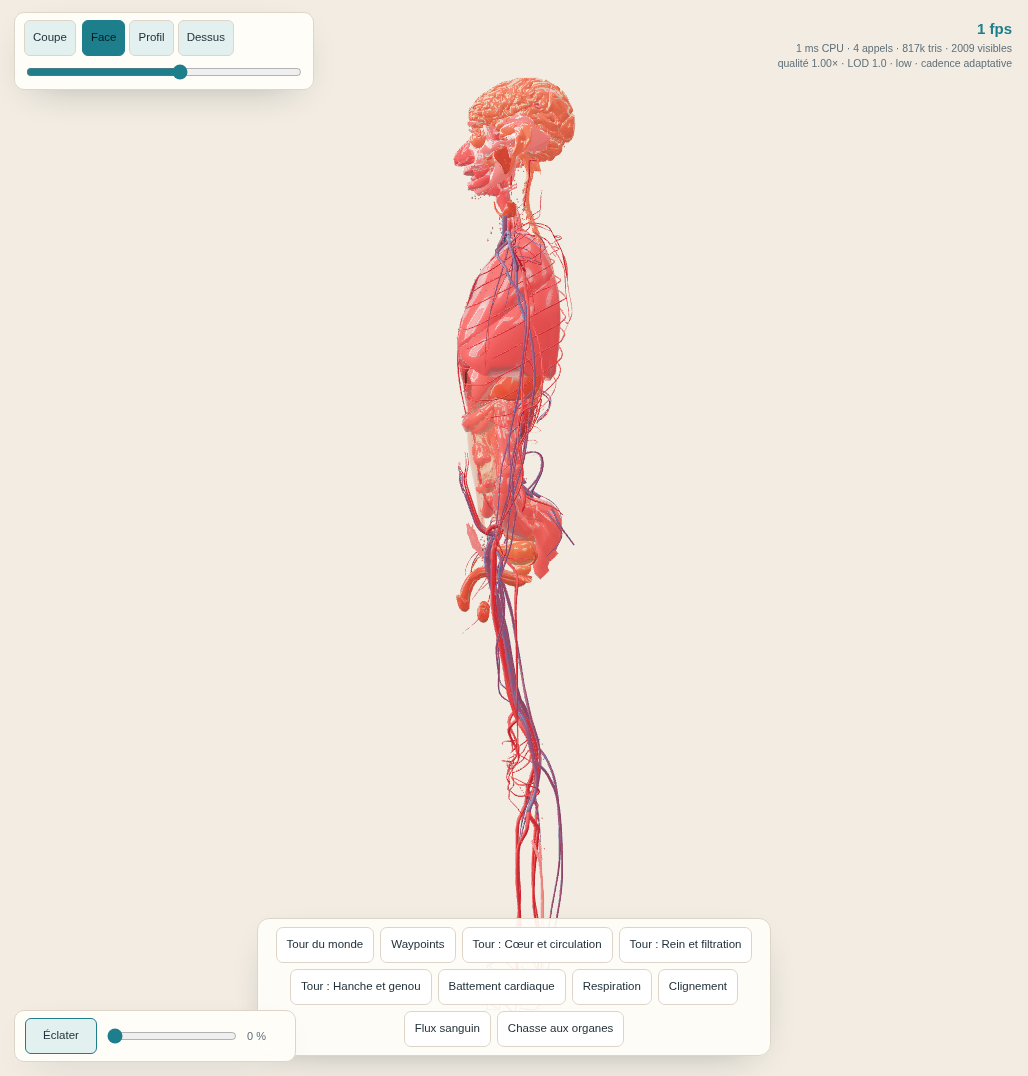 Coupe Face Profil Dessus
1 fps
1 ms CPU · 4 appels · 817k tris · 2009 visibles
qualité 1.00× · LOD 1.0 · low · cadence adaptative
Tour du monde Waypoints Tour : Cœur et circulation Tour : Rein et filtration
Tour : Hanche et genou Battement cardiaque Respiration Clignement
Flux sanguin Chasse aux organes
Éclater 0 %